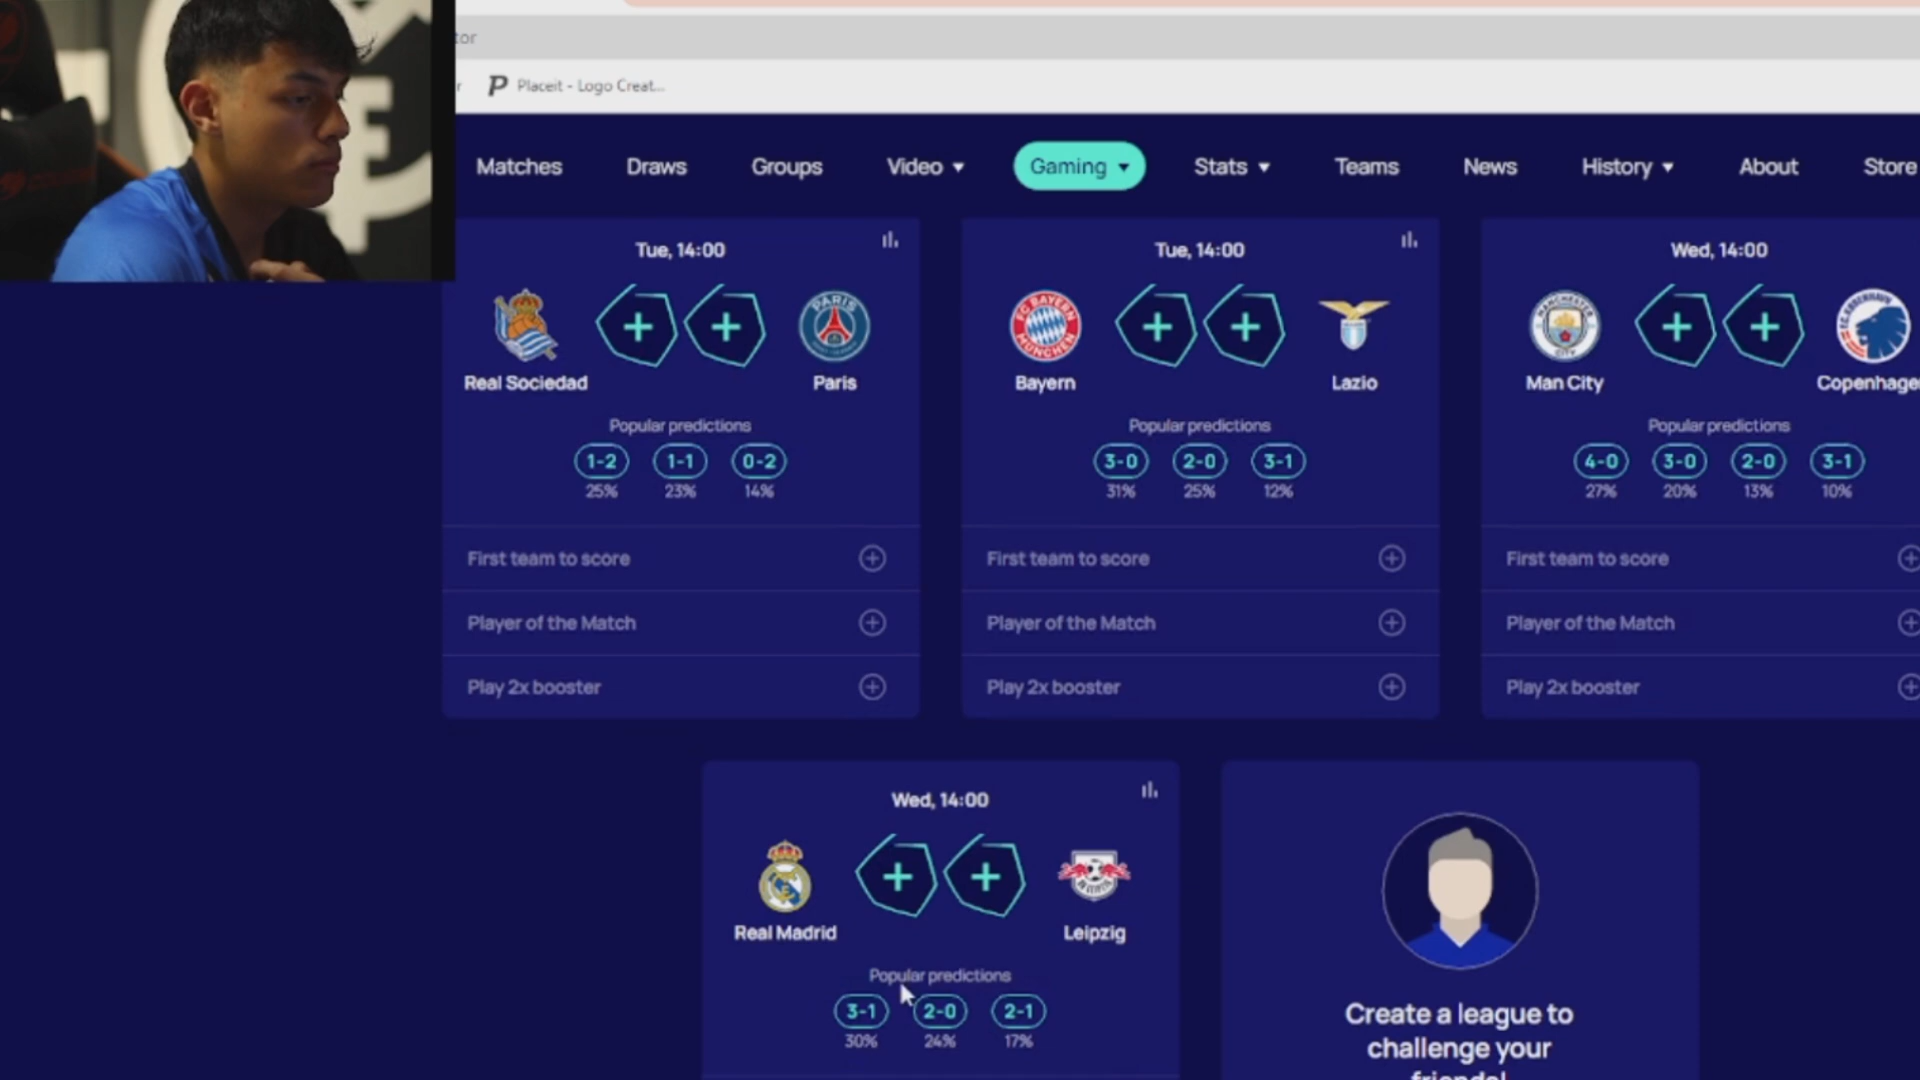 tor
r
Placeit - Logo Creat...
Matches
Draws
Groups
Video
Gaming
Stats
Teams
News
History
About
Store
Tue, 14:00
Real Sociedad
Paris
Popular predictions
1-2
1-1
0-2
25%
23%
14%
First team to score
Player of the Match
Play 2x booster
Tue, 14:00
Bayern
Lazio
Popular predictions
3-0
2-0
3-1
31%
25%
12%
First team to score
Player of the Match
Play 2x booster
Wed, 14:00
Man City
Copenhage
Popular predictions
4-0
3-0
2-0
3-1
27%
20%
13%
10%
First team to score
Player of the Match
Play 2x booster
Wed, 14:00
Real Madrid
Leipzig
Popular predictions
3-1
2-0
2-1
30%
24%
17%
Create a league to
challenge your
friends!